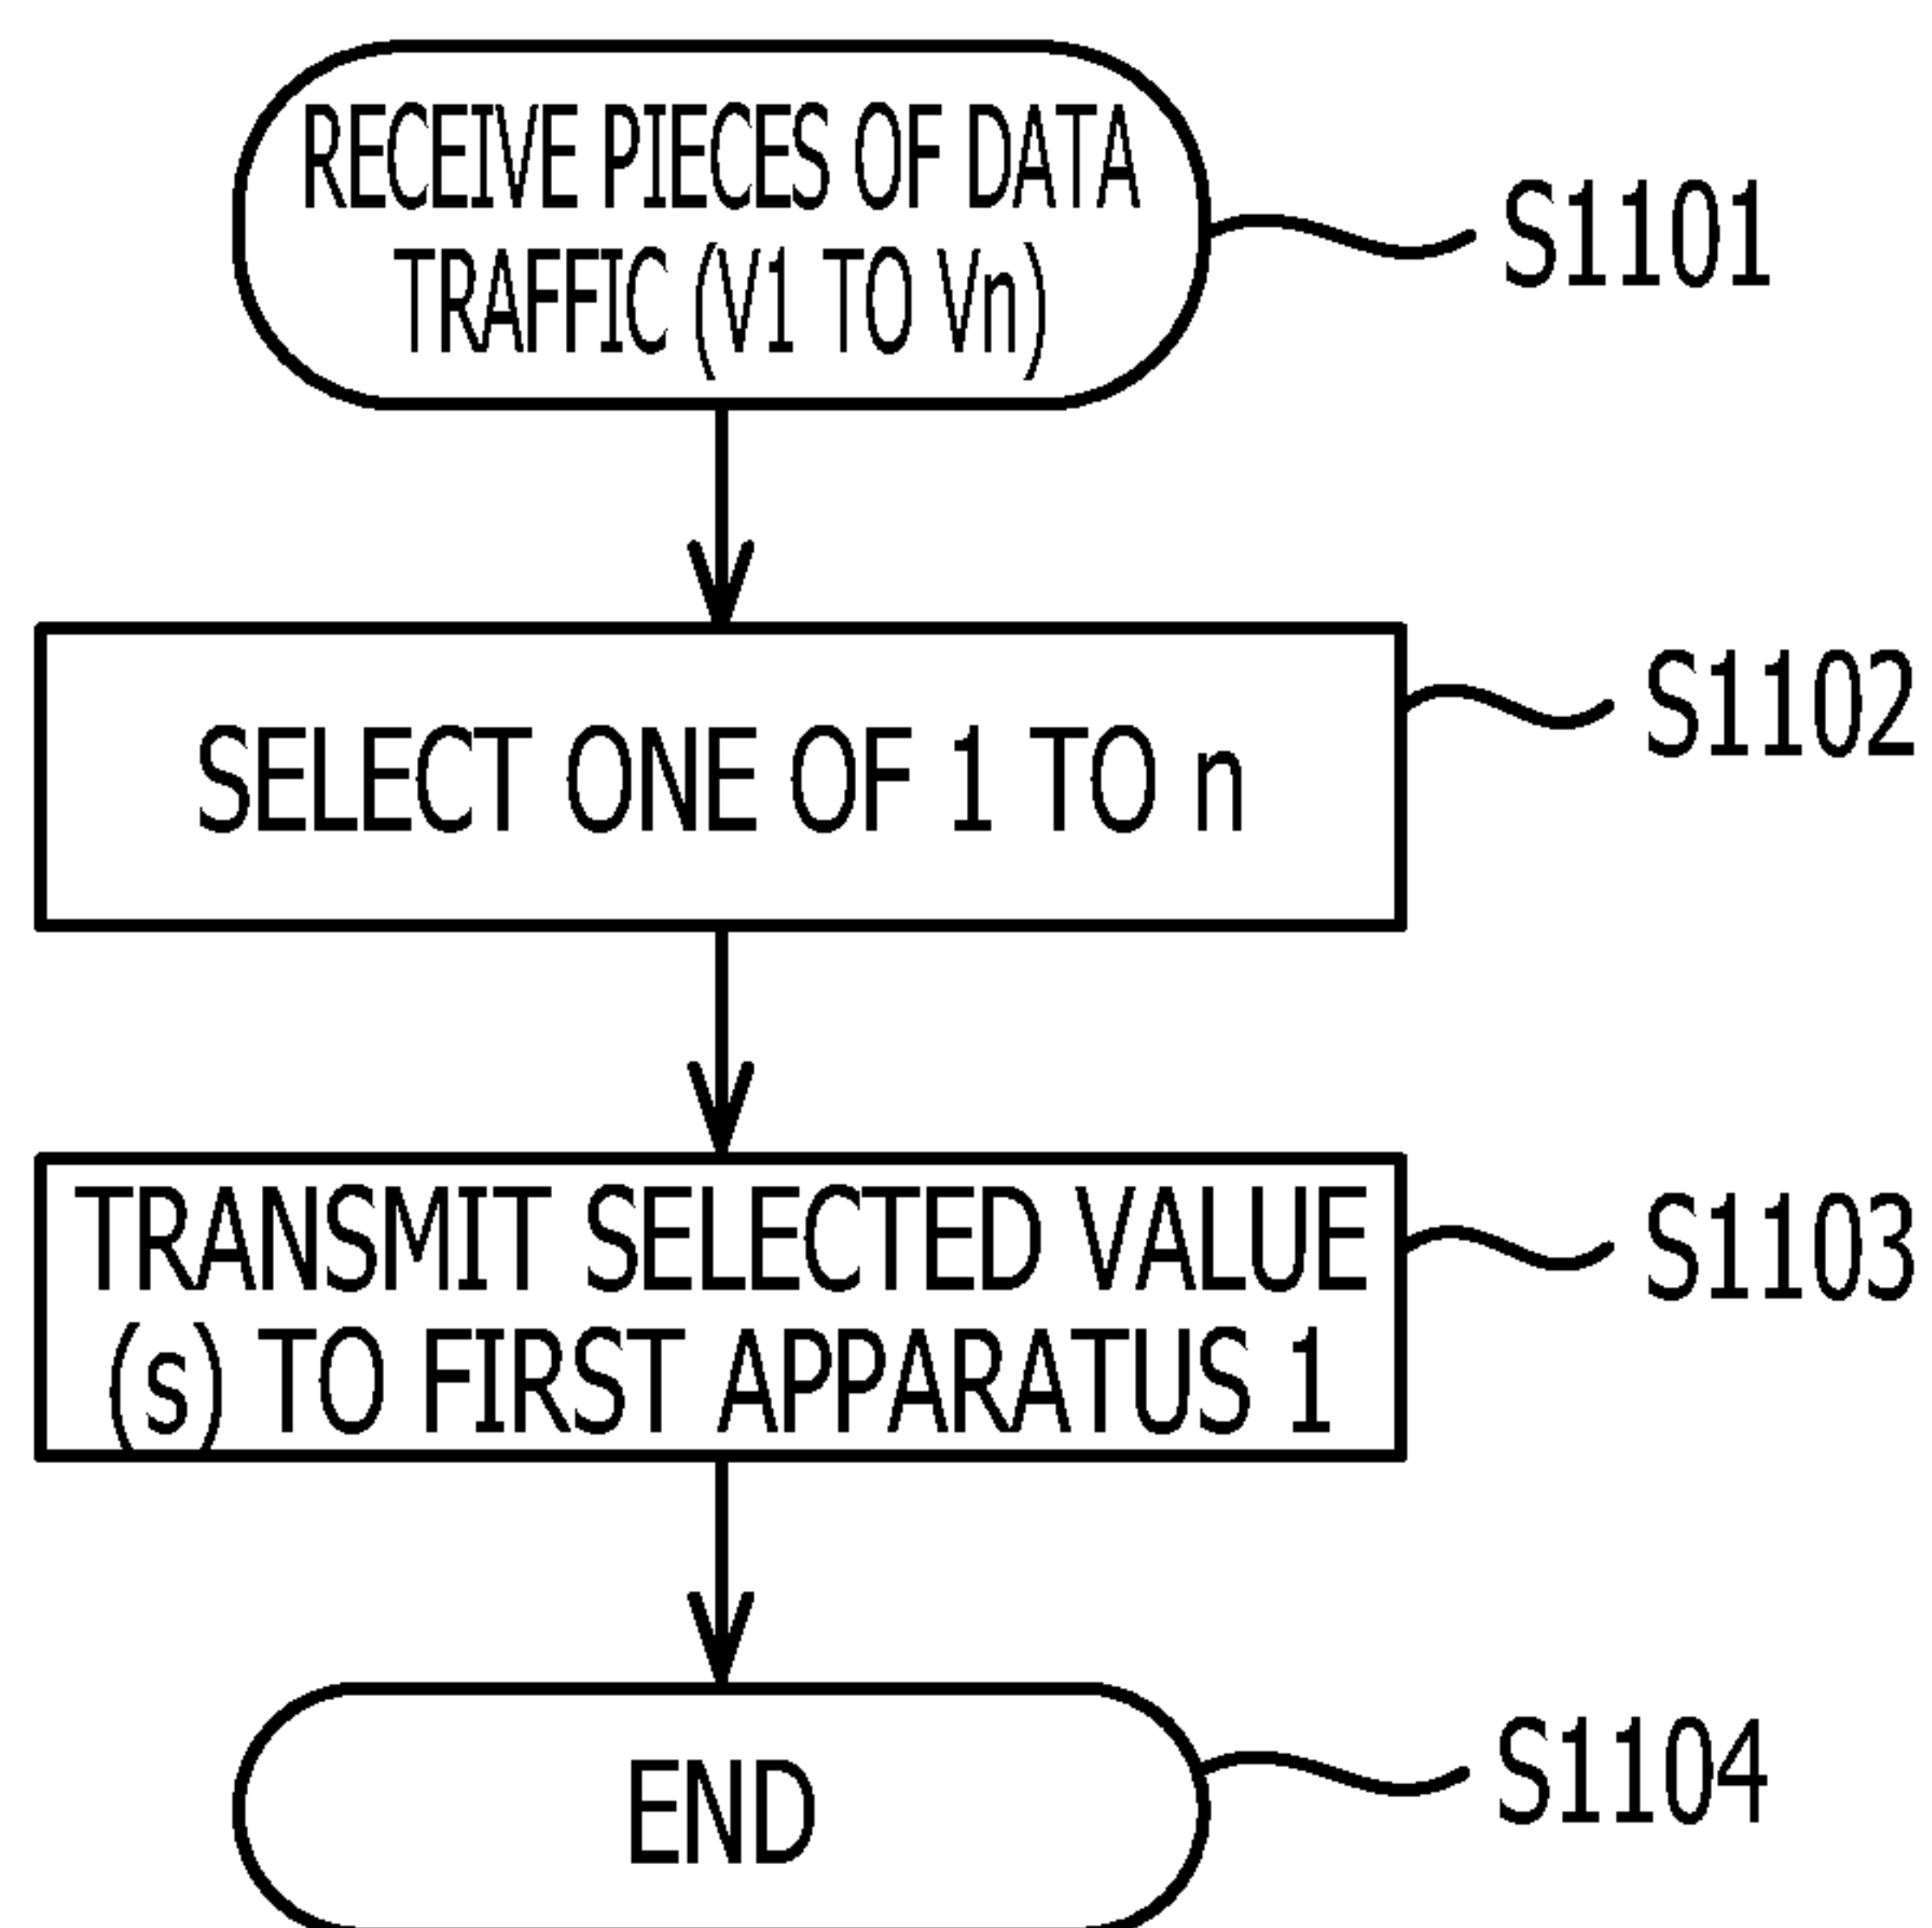 RECEIVE PIECES OF DATA
TRAFFIC (V1 TO Vn)
S1101
SELECT ONE OF 1 TO n
S1102
TRANSMIT SELECTED VALUE
(s) TO FIRST APPARATUS 1
S1103
END
S1104